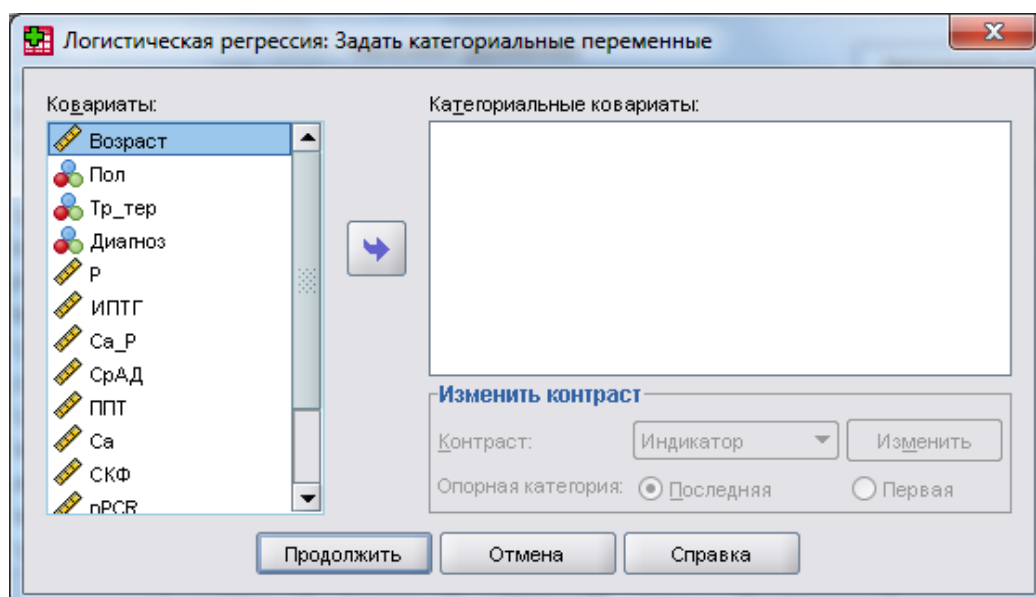 Логистическая регрессия: Задать категориальные переменные
Ковариаты:
Категориальные ковариаты:
Возраст
Пол
Тр_тер
Диагноз
Р
ИПТГ
Са_Р
СрАД
ППТ
Са
СКФ
nPCR
Изменить контраст
Контраст:
Индикатор
Изменить
Опорная категория:
Последняя
Первая
Продолжить
Отмена
Справка